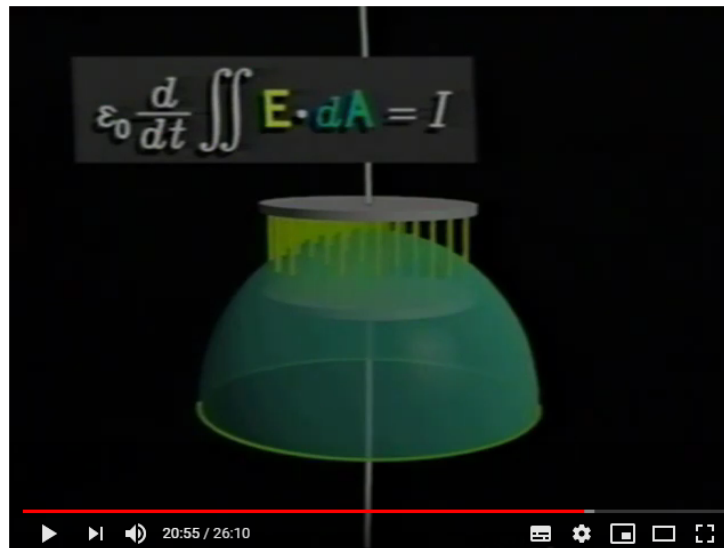 ε₀ d/dt ∬ E · dA = I
20:55 / 26:10